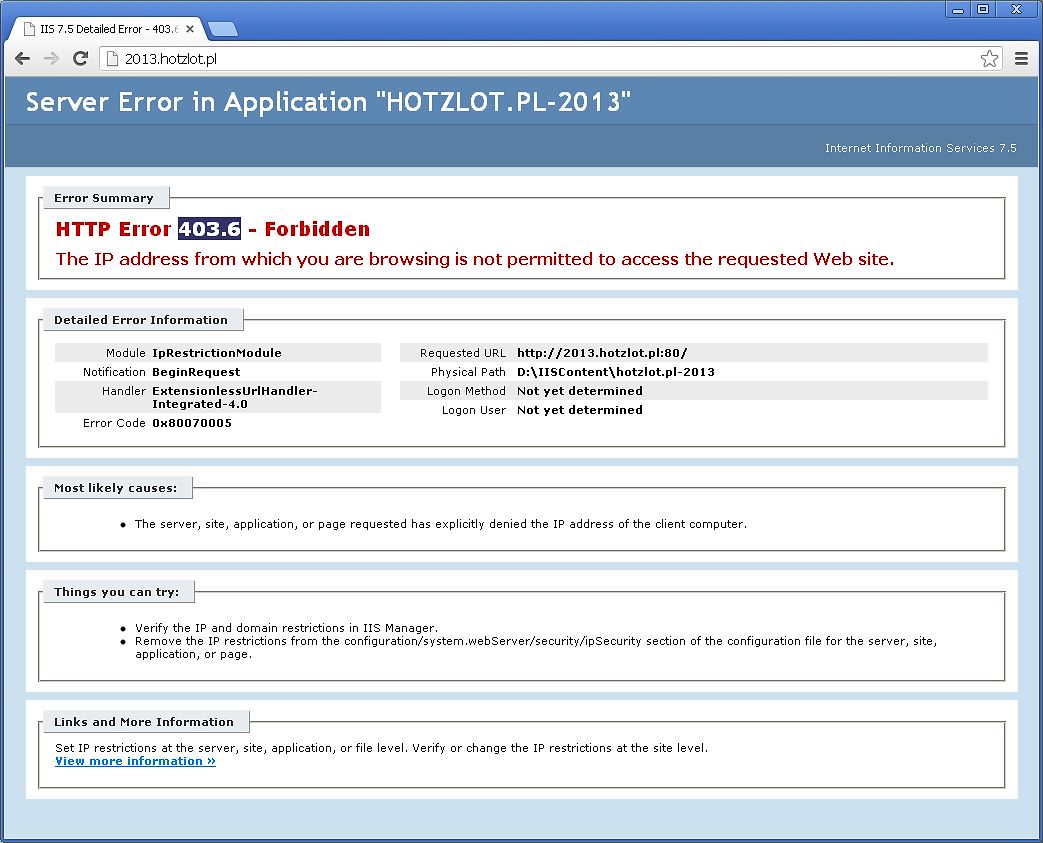 IIS 7.5 Detailed Error - 403.6
2013.hotzlot.pl
Server Error in Application "HOTZLOT.PL-2013"
Internet Information Services 7.5
Error Summary
HTTP Error 403.6 - Forbidden
The IP address from which you are browsing is not permitted to access the requested Web site.
Detailed Error Information
Module IpRestrictionModule
Notification BeginRequest
Handler ExtensionlessUrlHandler-
Integrated-4.0
Error Code 0x80070005
Requested URL http://2013.hotzlot.pl:80/
Physical Path D:\IISContent\hotzlot.pl-2013
Logon Method Not yet determined
Logon User Not yet determined
Most likely causes:
• The server, site, application, or page requested has explicitly denied the IP address of the client computer.
Things you can try:
• Verify the IP and domain restrictions in IIS Manager.
• Remove the IP restrictions from the configuration/system.webServer/security/ipSecurity section of the configuration file for the server, site,
application, or page.
Links and More Information
Set IP restrictions at the server, site, application, or file level. Verify or change the IP restrictions at the site level.
View more information »